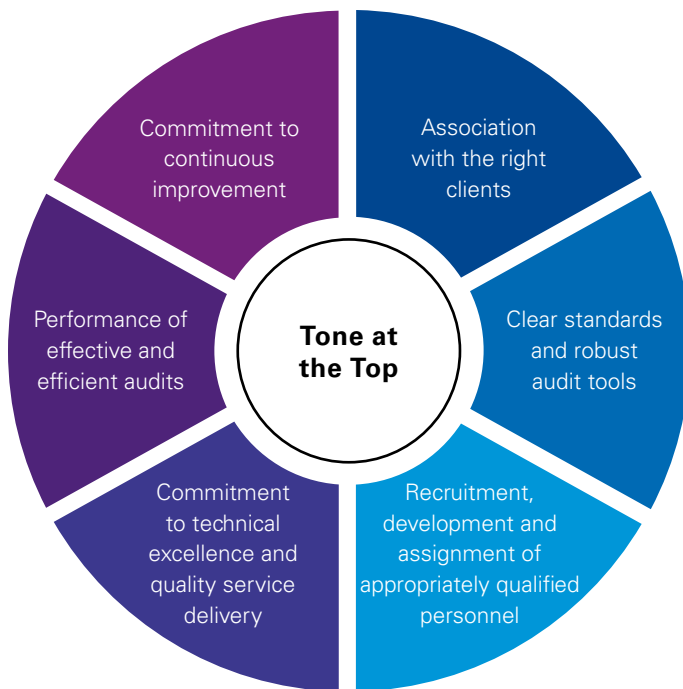 Commitment to
continuous
improvement
Association
with the right
clients
Performance of
effective and
efficient audits
Tone at
the Top
Clear standards
and robust
audit tools
Commitment
to technical
excellence and
quality service
delivery
Recruitment,
development and
assignment of
appropriately qualified
personnel